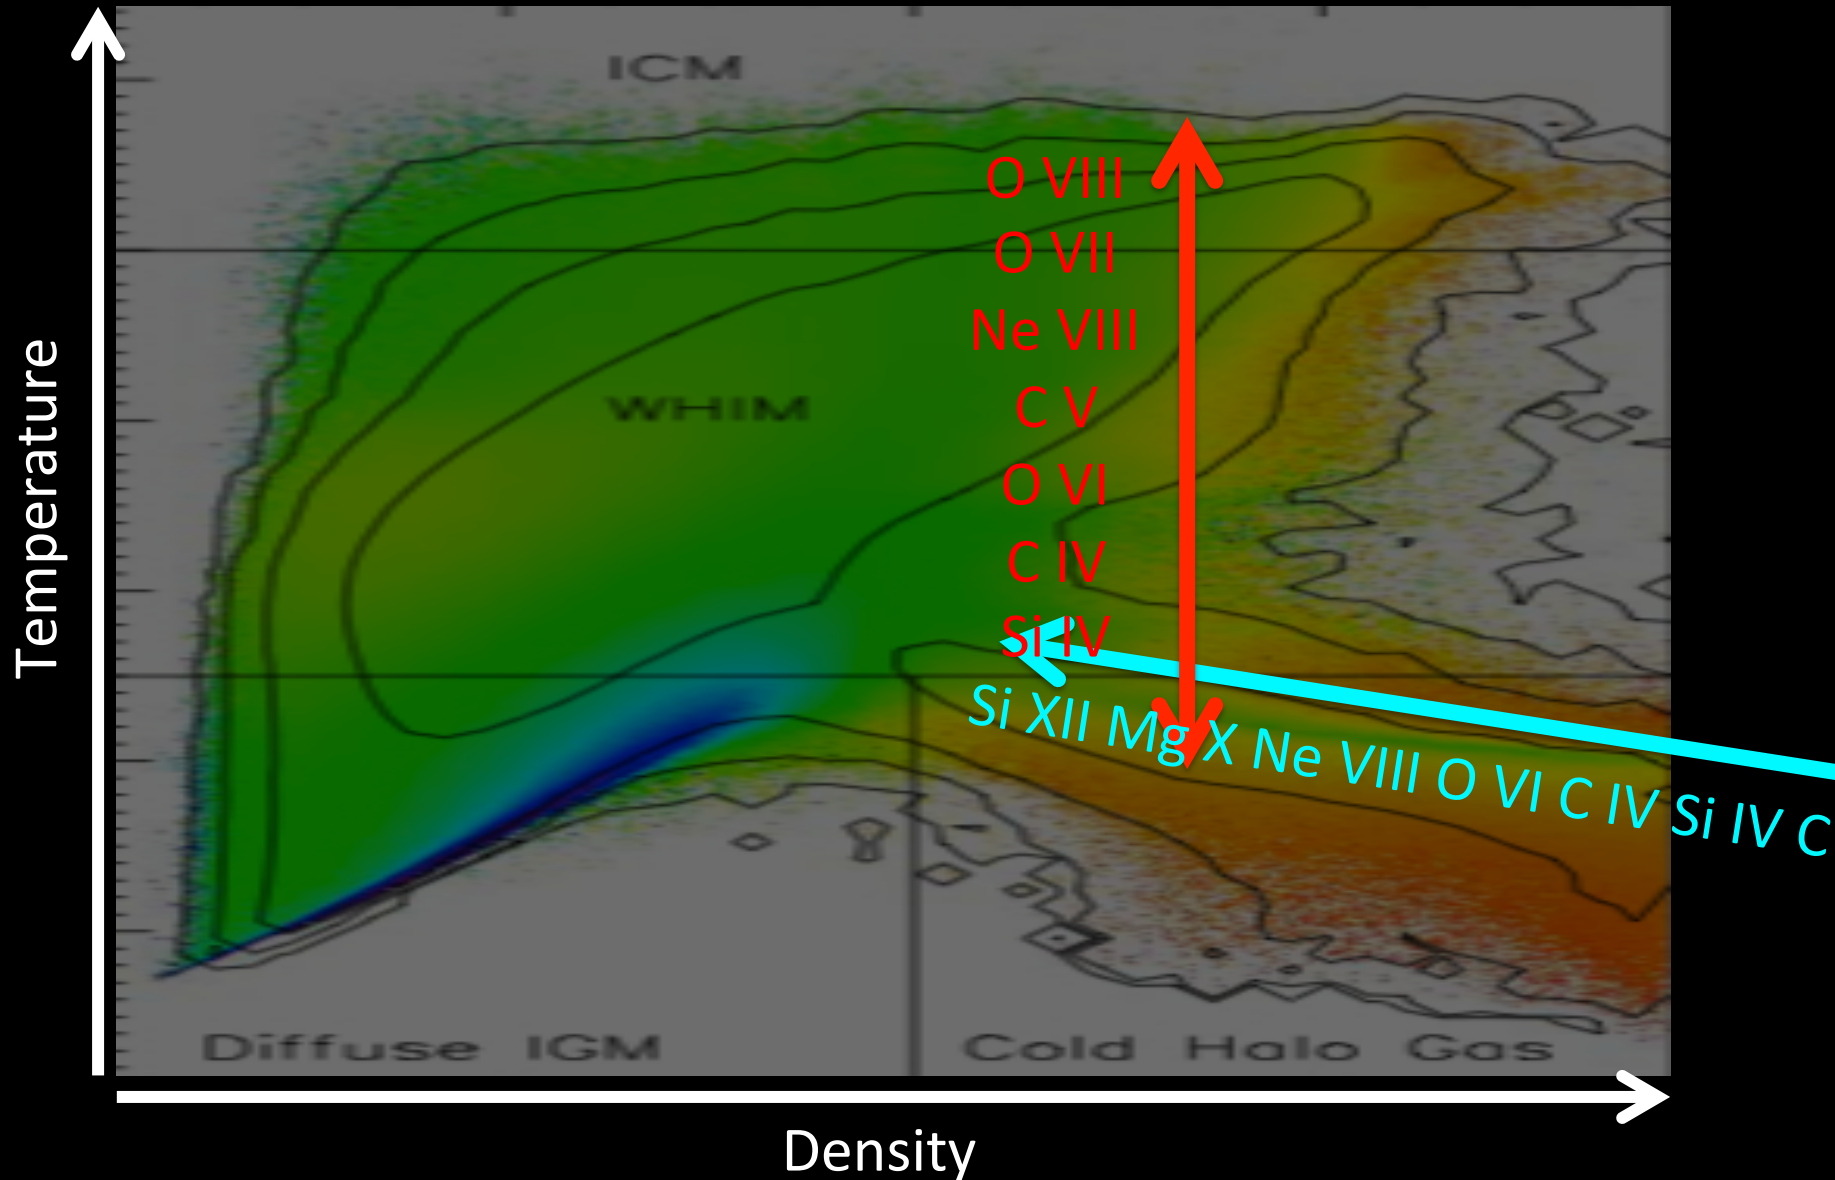 ICM
O VIII
O VII
Ne VIII
WHIM
C V
O VI
C IV
Si IV
Si XII Mg X Ne VIII O VI C IV Si IV C
Diffuse IGM
Cold Halo Gas
Temperature
Density